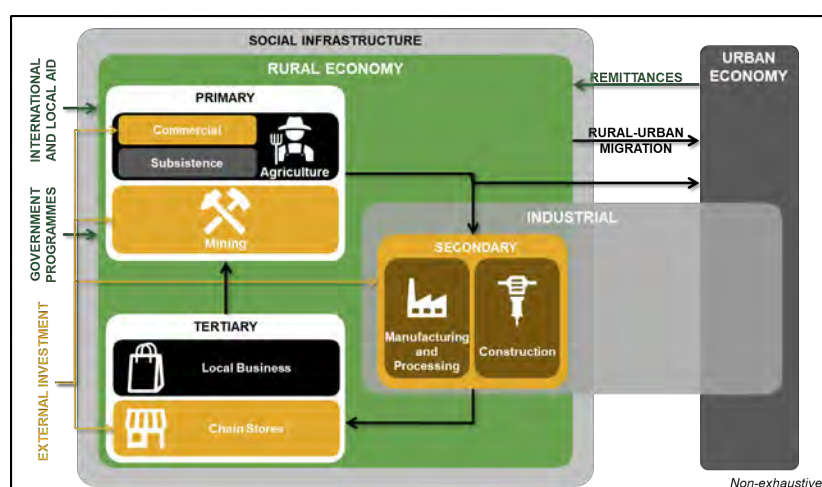 SOCIAL INFRASTRUCTURE
RURAL ECONOMY
URBAN
ECONOMY
INTERNATIONAL
AND LOCAL AID
GOVERNMENT
PROGRAMMES
EXTERNAL INVESTMENT
PRIMARY
Commercial
Subsistence
Agriculture
Mining
REMITTANCES
RURAL-URBAN
MIGRATION
INDUSTRIAL
SECONDARY
Manufacturing
and
Processing
Construction
TERTIARY
Local Business
Chain Stores
Non-exhaustive